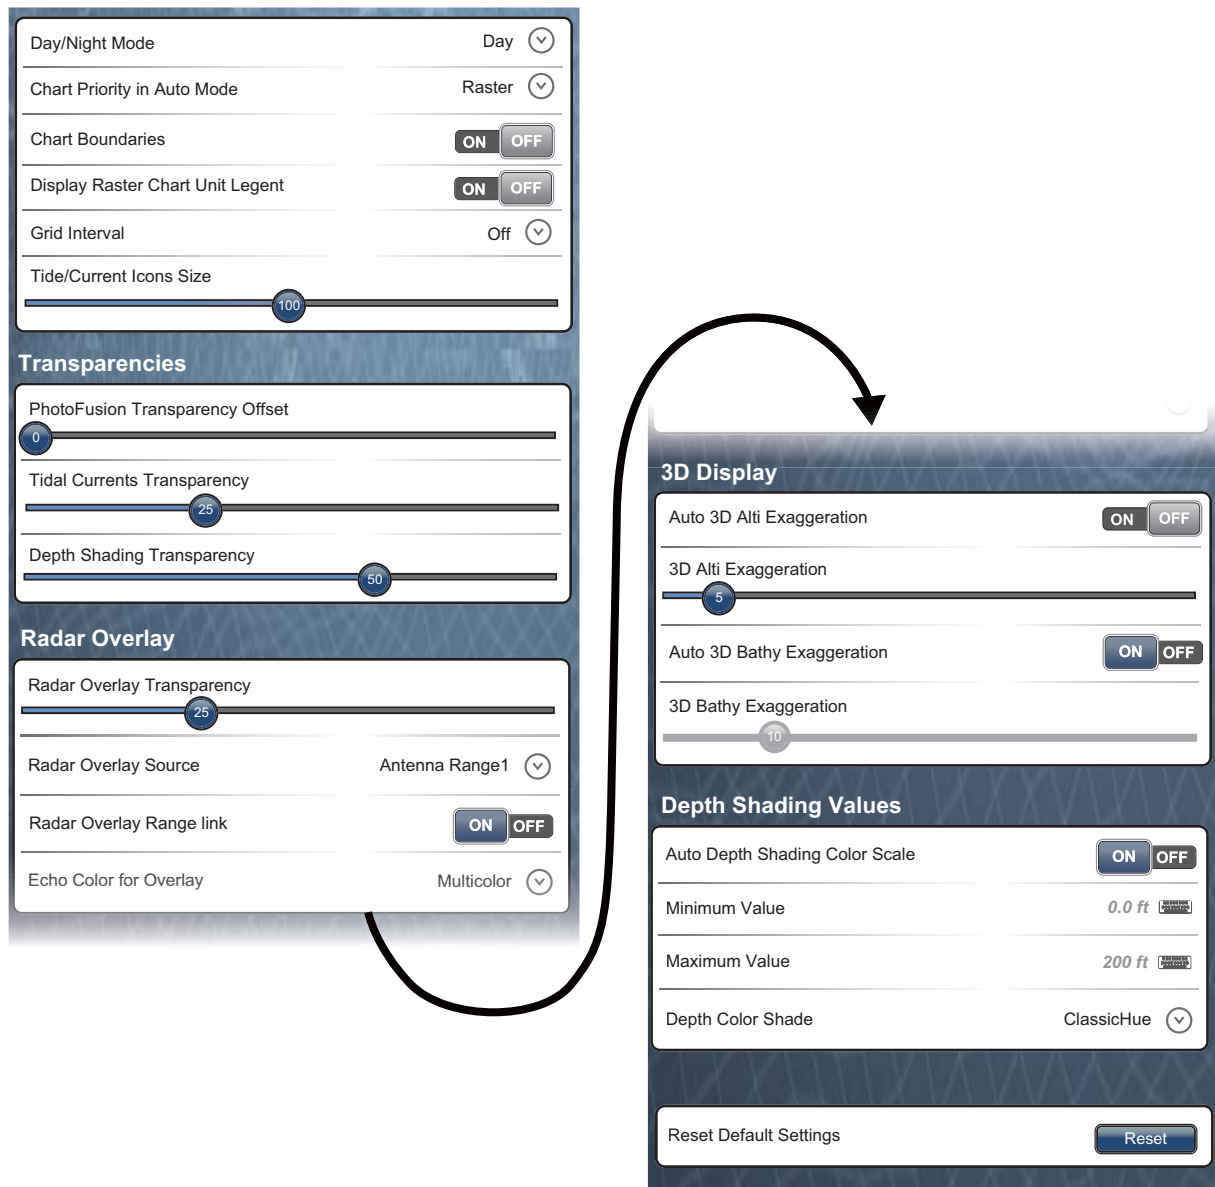 Day/Night Mode Day
Chart Priority in Auto Mode Raster
Chart Boundaries ON OFF
Display Raster Chart Unit Legent ON OFF
Grid Interval Off
Tide/Current Icons Size
100
Transparencies
PhotoFusion Transparency Offset
0
Tidal Currents Transparency
25
Depth Shading Transparency
50
Radar Overlay
Radar Overlay Transparency
25
Radar Overlay Source Antenna Range1
Radar Overlay Range link ON OFF
Echo Color for Overlay Multicolor
3D Display
Auto 3D Alti Exaggeration ON OFF
3D Alti Exaggeration
5
Auto 3D Bathy Exaggeration ON OFF
3D Bathy Exaggeration
10
Depth Shading Values
Auto Depth Shading Color Scale ON OFF
Minimum Value 0.0 ft
Maximum Value 200 ft
Depth Color Shade ClassicHue
Reset Default Settings Reset